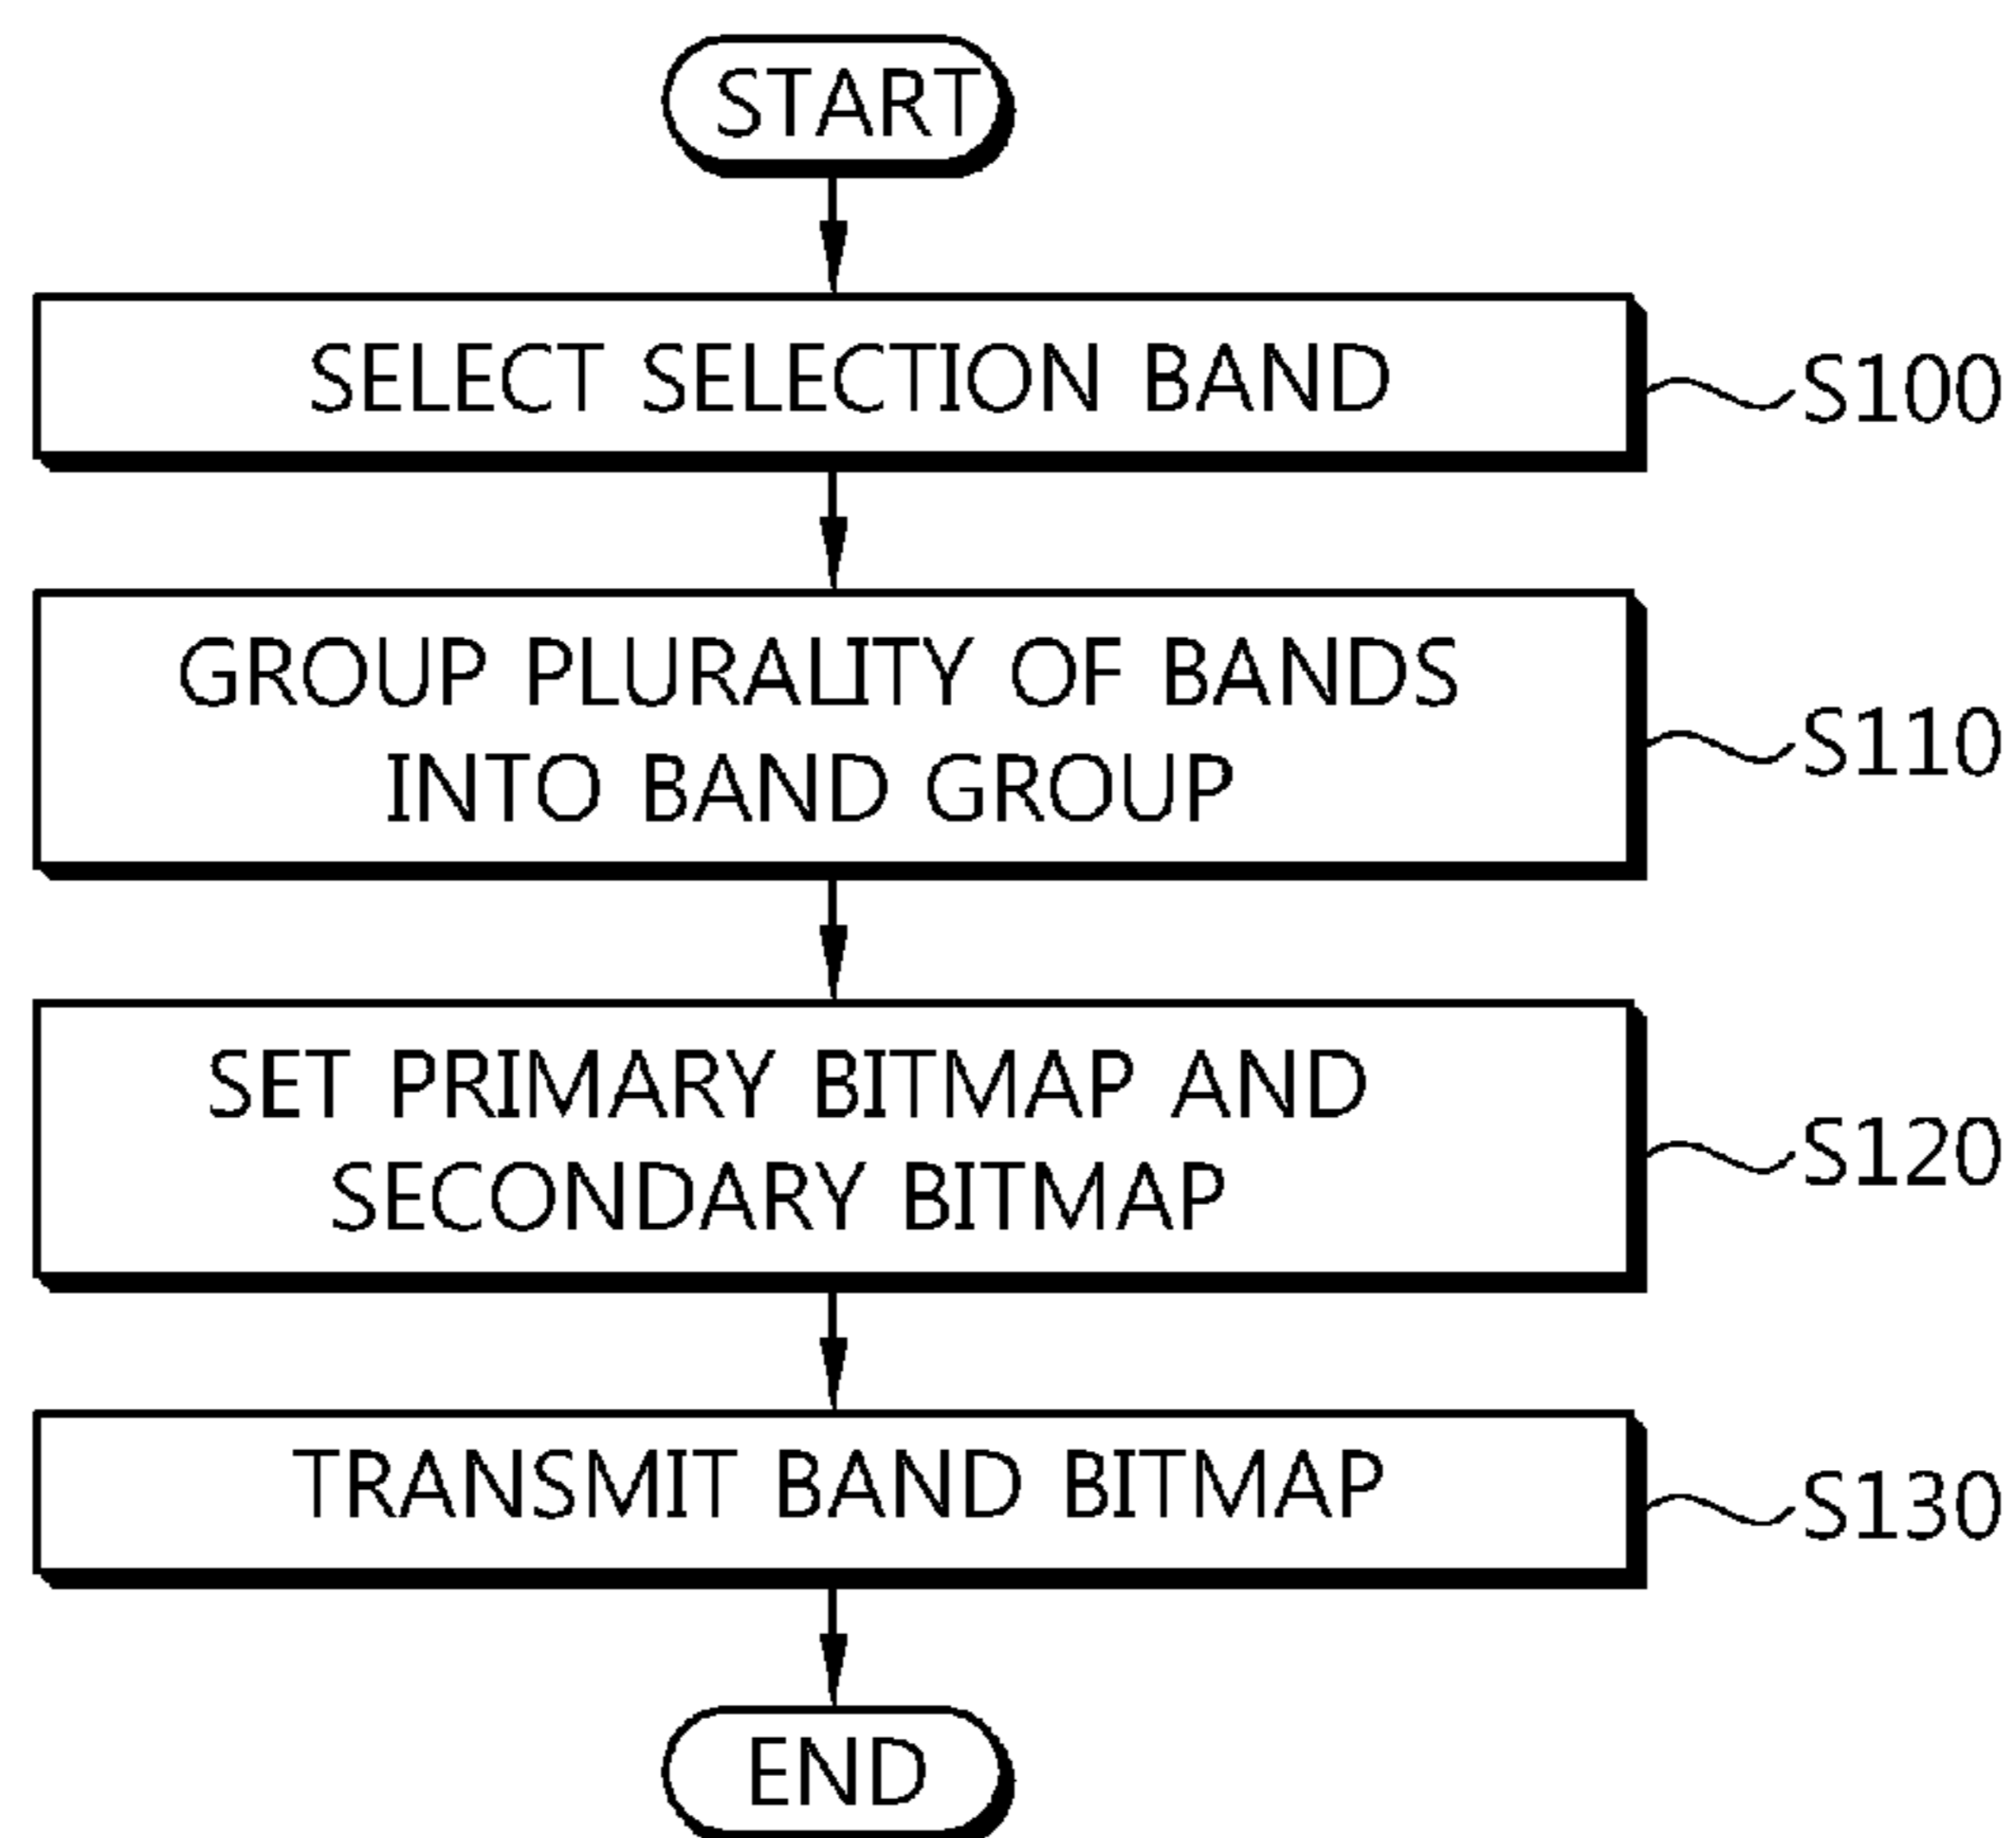 START
SELECT SELECTION BAND
S100
GROUP PLURALITY OF BANDS
INTO BAND GROUP
S110
SET PRIMARY BITMAP AND
SECONDARY BITMAP
S120
TRANSMIT BAND BITMAP
S130
END